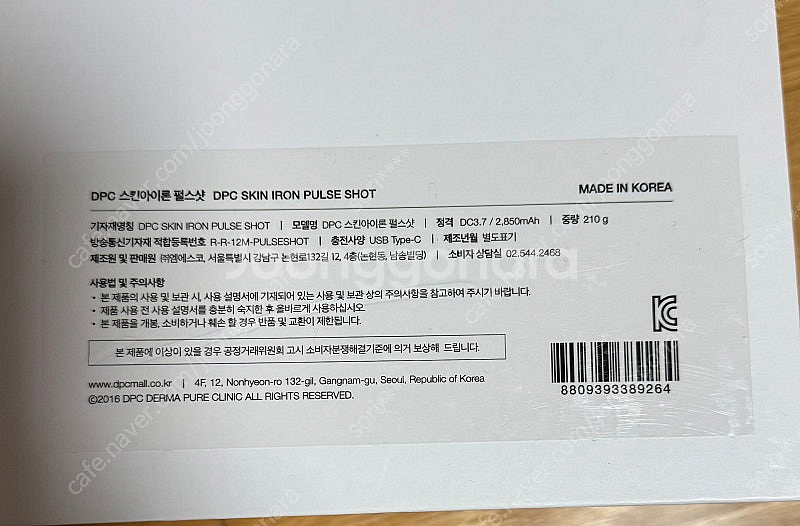 DPC 스킨아이론 펄스샷 DPC SKIN IRON PULSE SHOT
MADE IN KOREA
기자재명칭 DPC SKIN IRON PULSE SHOT | 모델명 DPC 스킨아이론 펄스샷 | 정격 DC3.7 / 2,850mAh | 중량 210 g
방송통신기자재 적합등록번호 R-R-12M-PULSESHOT | 충전사양 USB Type-C | 제조년월 별도표기
제조원 및 판매원 ㈜엠에스코, 서울특별시 강남구 논현로132길 12, 4층(논현동, 남송빌딩) | 소비자 상담실 02.544.2468
사용법 및 주의사항
• 본 제품의 사용 및 보관 시, 사용 설명서에 기재되어 있는 사용 및 보관 상의 주의사항을 참고하여 주시기 바랍니다.
• 제품 사용 전 사용 설명서를 충분히 숙지한 후 올바르게 사용하십시오.
• 본 제품을 개봉, 소비하거나 훼손 할 경우 반품 및 교환이 제한됩니다.
본 제품에 이상이 있을 경우 공정거래위원회 고시 소비자분쟁해결기준에 의거 보상해 드립니다.
www.dpcmall.co.kr | 4F, 12, Nonhyeon-ro 132-gil, Gangnam-gu, Seoul, Republic of Korea
©2016 DPC DERMA PURE CLINIC ALL RIGHTS RESERVED.
8809393389264
joonggonara
cafe.naver.com/joonggonara